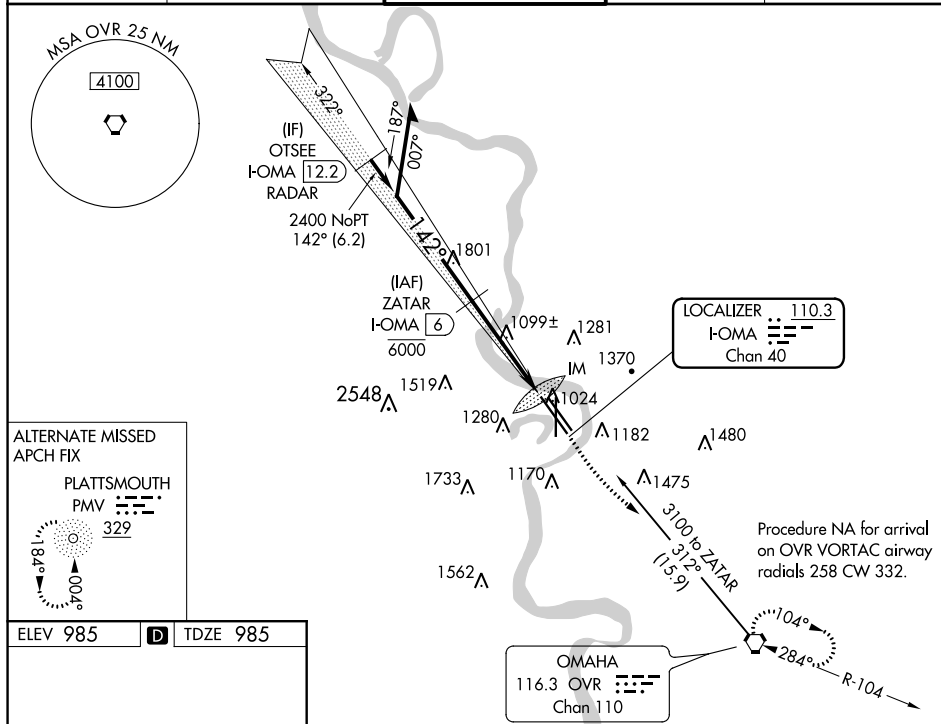 MSA OVR 25 NM
4100
322°
187°
007°
(IF)
OTSEE
I-OMA 12.2
RADAR
2400 NoPT
142° (6.2)
142°
1801
(IAF)
ZATAR
I-OMA 6
6000
1099±
1281
LOCALIZER 110.3
I-OMA
Chan 40
IM
1370
1519
2548
1024
1280
1182
1480
ALTERNATE MISSED
APCH FIX
PLATTSMOUTH
PMV
329
184°
004°
1733
1170
1475
3100 to ZATAR
312°
(15.9)
Procedure NA for arrival
on OVR VORTAC airway
radials 258 CW 332.
1562
104°
284°
R-104
OMAHA
116.3 OVR
Chan 110
ELEV 985 D TDZE 985